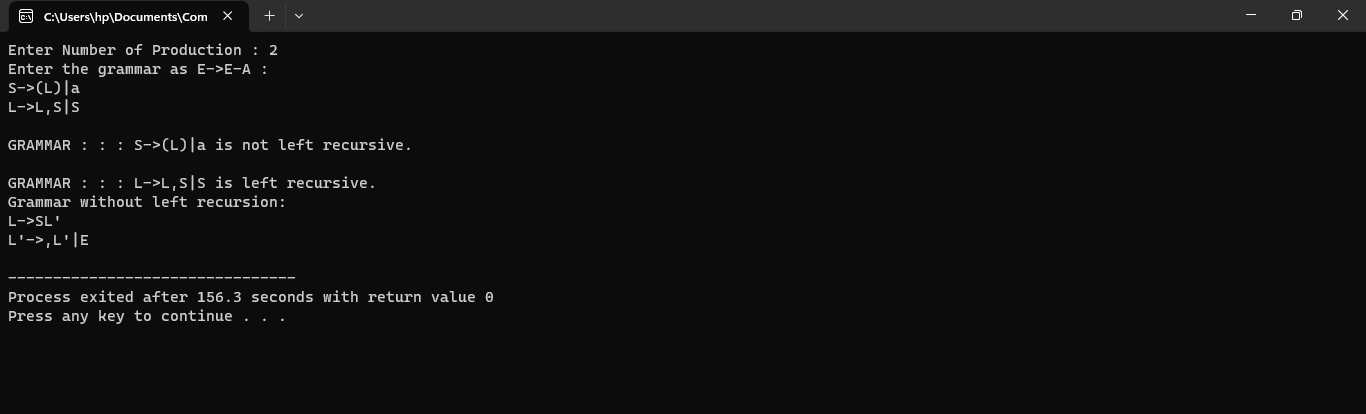 C:\Users\hp\Documents\Com
Enter Number of Production : 2
Enter the grammar as E->E-A :
S->(L)|a
L->L,S|S
GRAMMAR : : : S->(L)|a is not left recursive.
GRAMMAR : : : L->L,S|S is left recursive.
Grammar without left recursion:
L->SL'
L'->,L'|E
--------------------------------
Process exited after 156.3 seconds with return value 0
Press any key to continue . . .